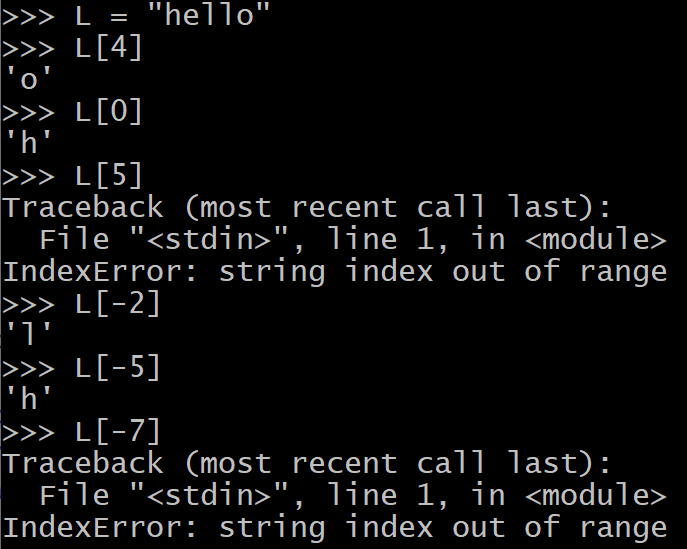 >>> L = "hello"
>>> L[4]
'o'
>>> L[0]
'h'
>>> L[5]
Traceback (most recent call last):
  File "<stdin>", line 1, in <module>
IndexError: string index out of range
>>> L[-2]
'l'
>>> L[-5]
'h'
>>> L[-7]
Traceback (most recent call last):
  File "<stdin>", line 1, in <module>
IndexError: string index out of range